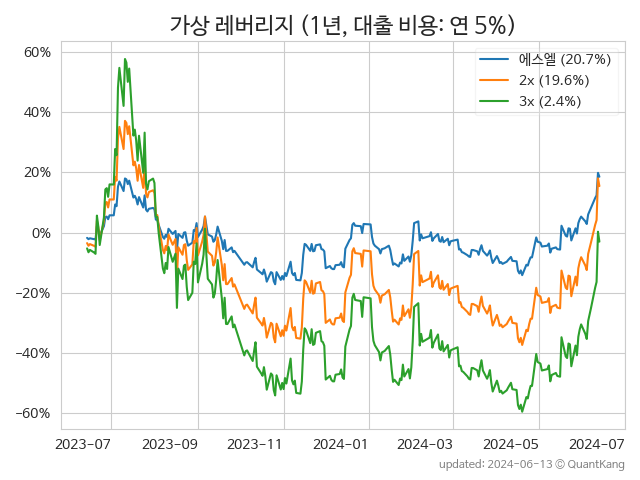 가상 레버리지 (1년, 대출 비용: 연 5%)
에스엘 (20.7%)
2x (19.6%)
3x (2.4%)
60%
40%
20%
0%
−20%
−40%
−60%
2023-07
2023-09
2023-11
2024-01
2024-03
2024-05
2024-07
updated: 2024-06-13 © QuantKang